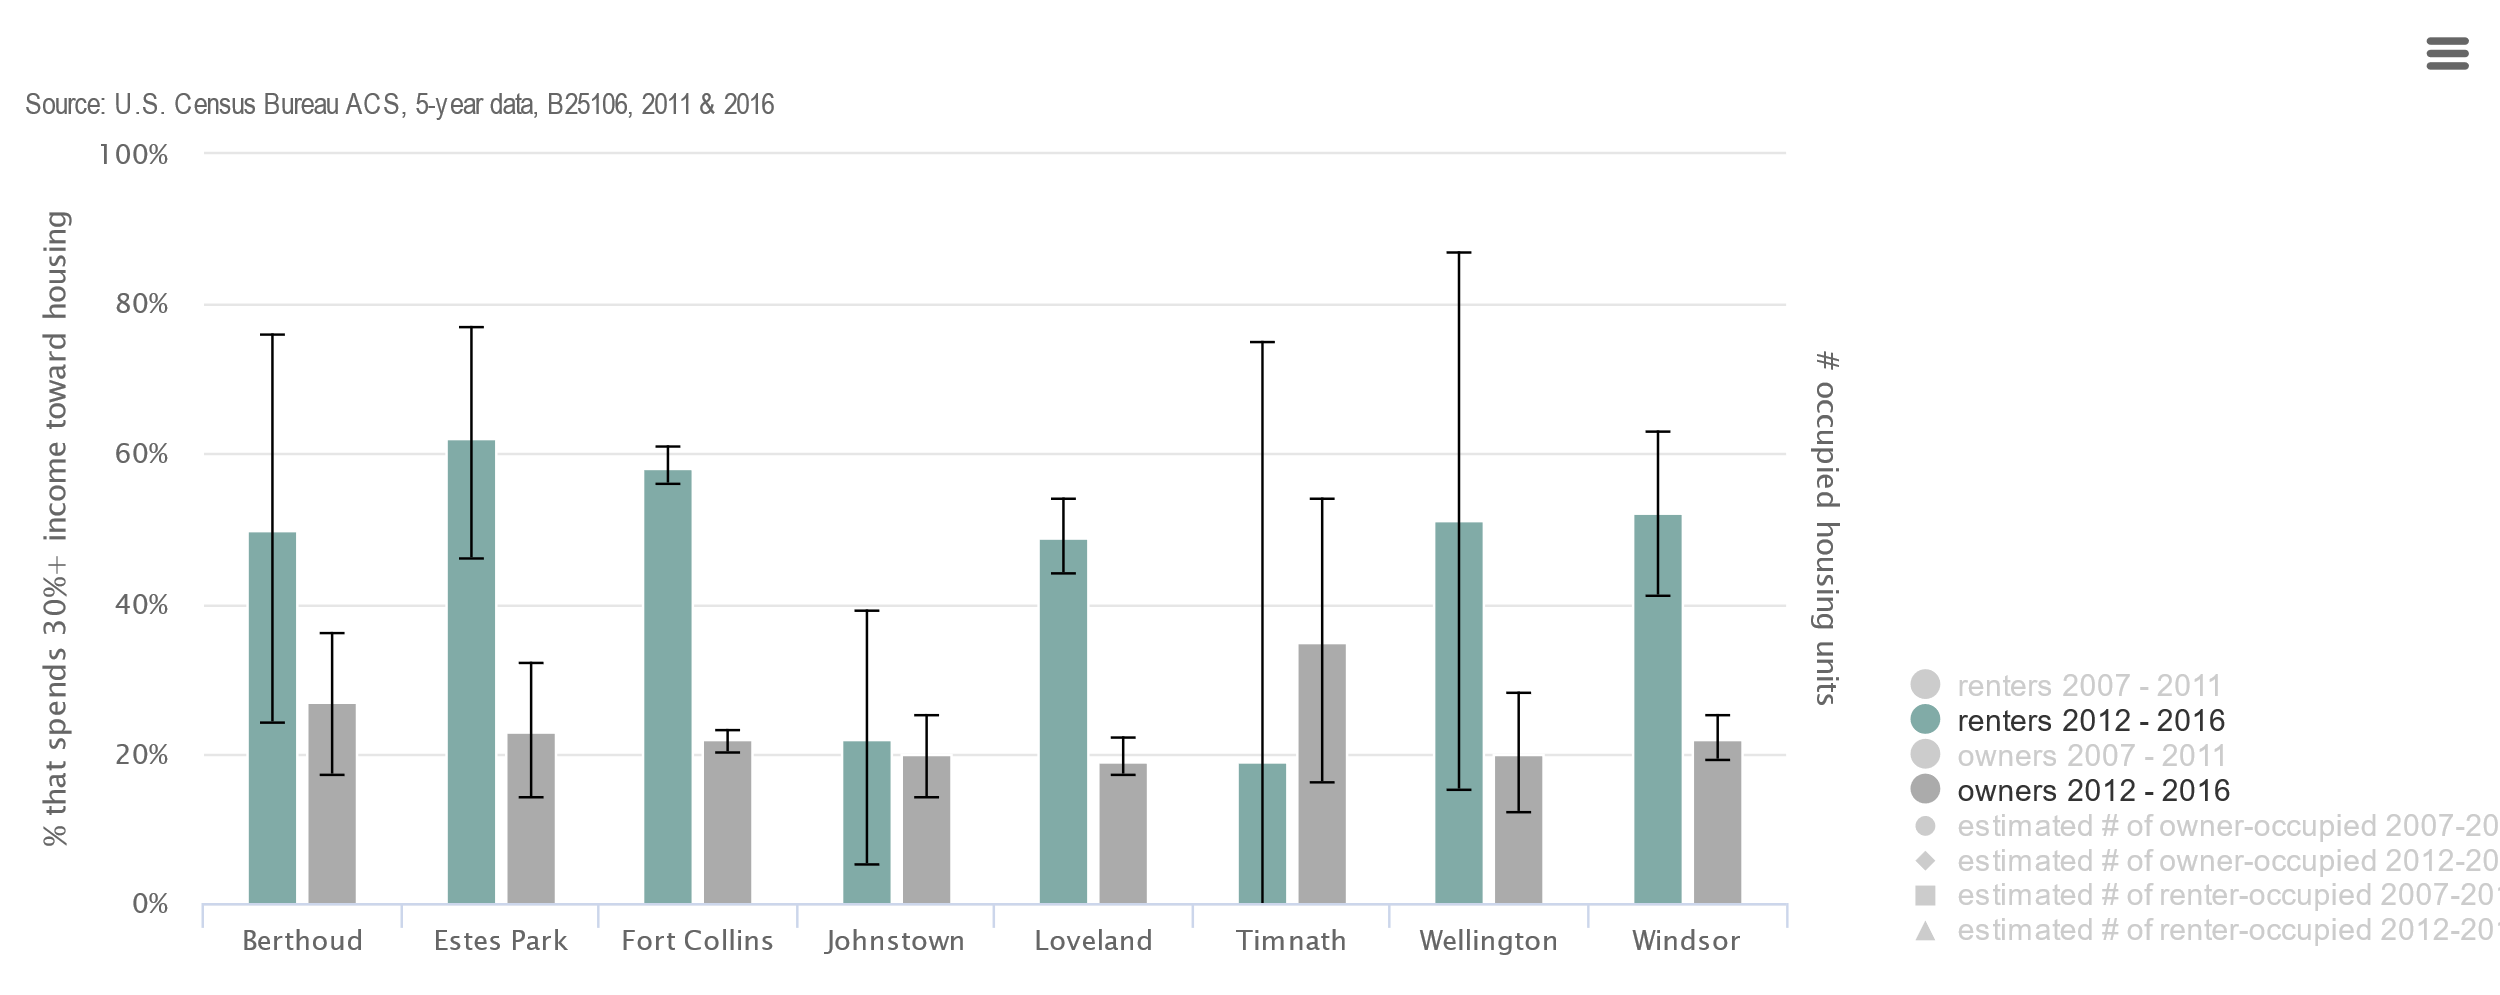 Source: U.S. Census Bureau ACS, 5-year data, B25106, 2011 & 2016
% that spends 30%+ income toward housing
100%
80%
60%
40%
20%
0%
Berthoud
Estes Park
Fort Collins
Johnstown
Loveland
Timnath
Wellington
Windsor
# occupied housing units
renters 2007 - 2011
renters 2012 - 2016
owners 2007 - 2011
owners 2012 - 2016
estimated # of owner-occupied 2007-20
estimated # of owner-occupied 2012-20
estimated # of renter-occupied 2007-201
estimated # of renter-occupied 2012-201